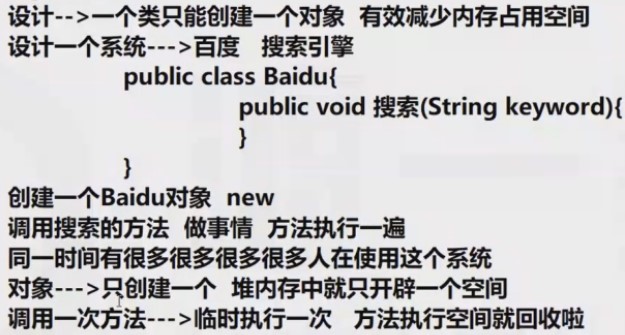 设计-->一个类只能创建一个对象 有效减少内存占用空间
设计一个系统--->百度 搜索引擎
public class Baidu{
public void 搜索(String keyword){
}
}
创建一个Baidu对象 new
调用搜索的方法 做事情 方法执行一遍
同一时间有很多很多很多很多人在使用这个系统
对象--->只创建一个 堆内存中就只开辟一个空间
调用一次方法--->临时执行一次 方法执行空间就回收啦